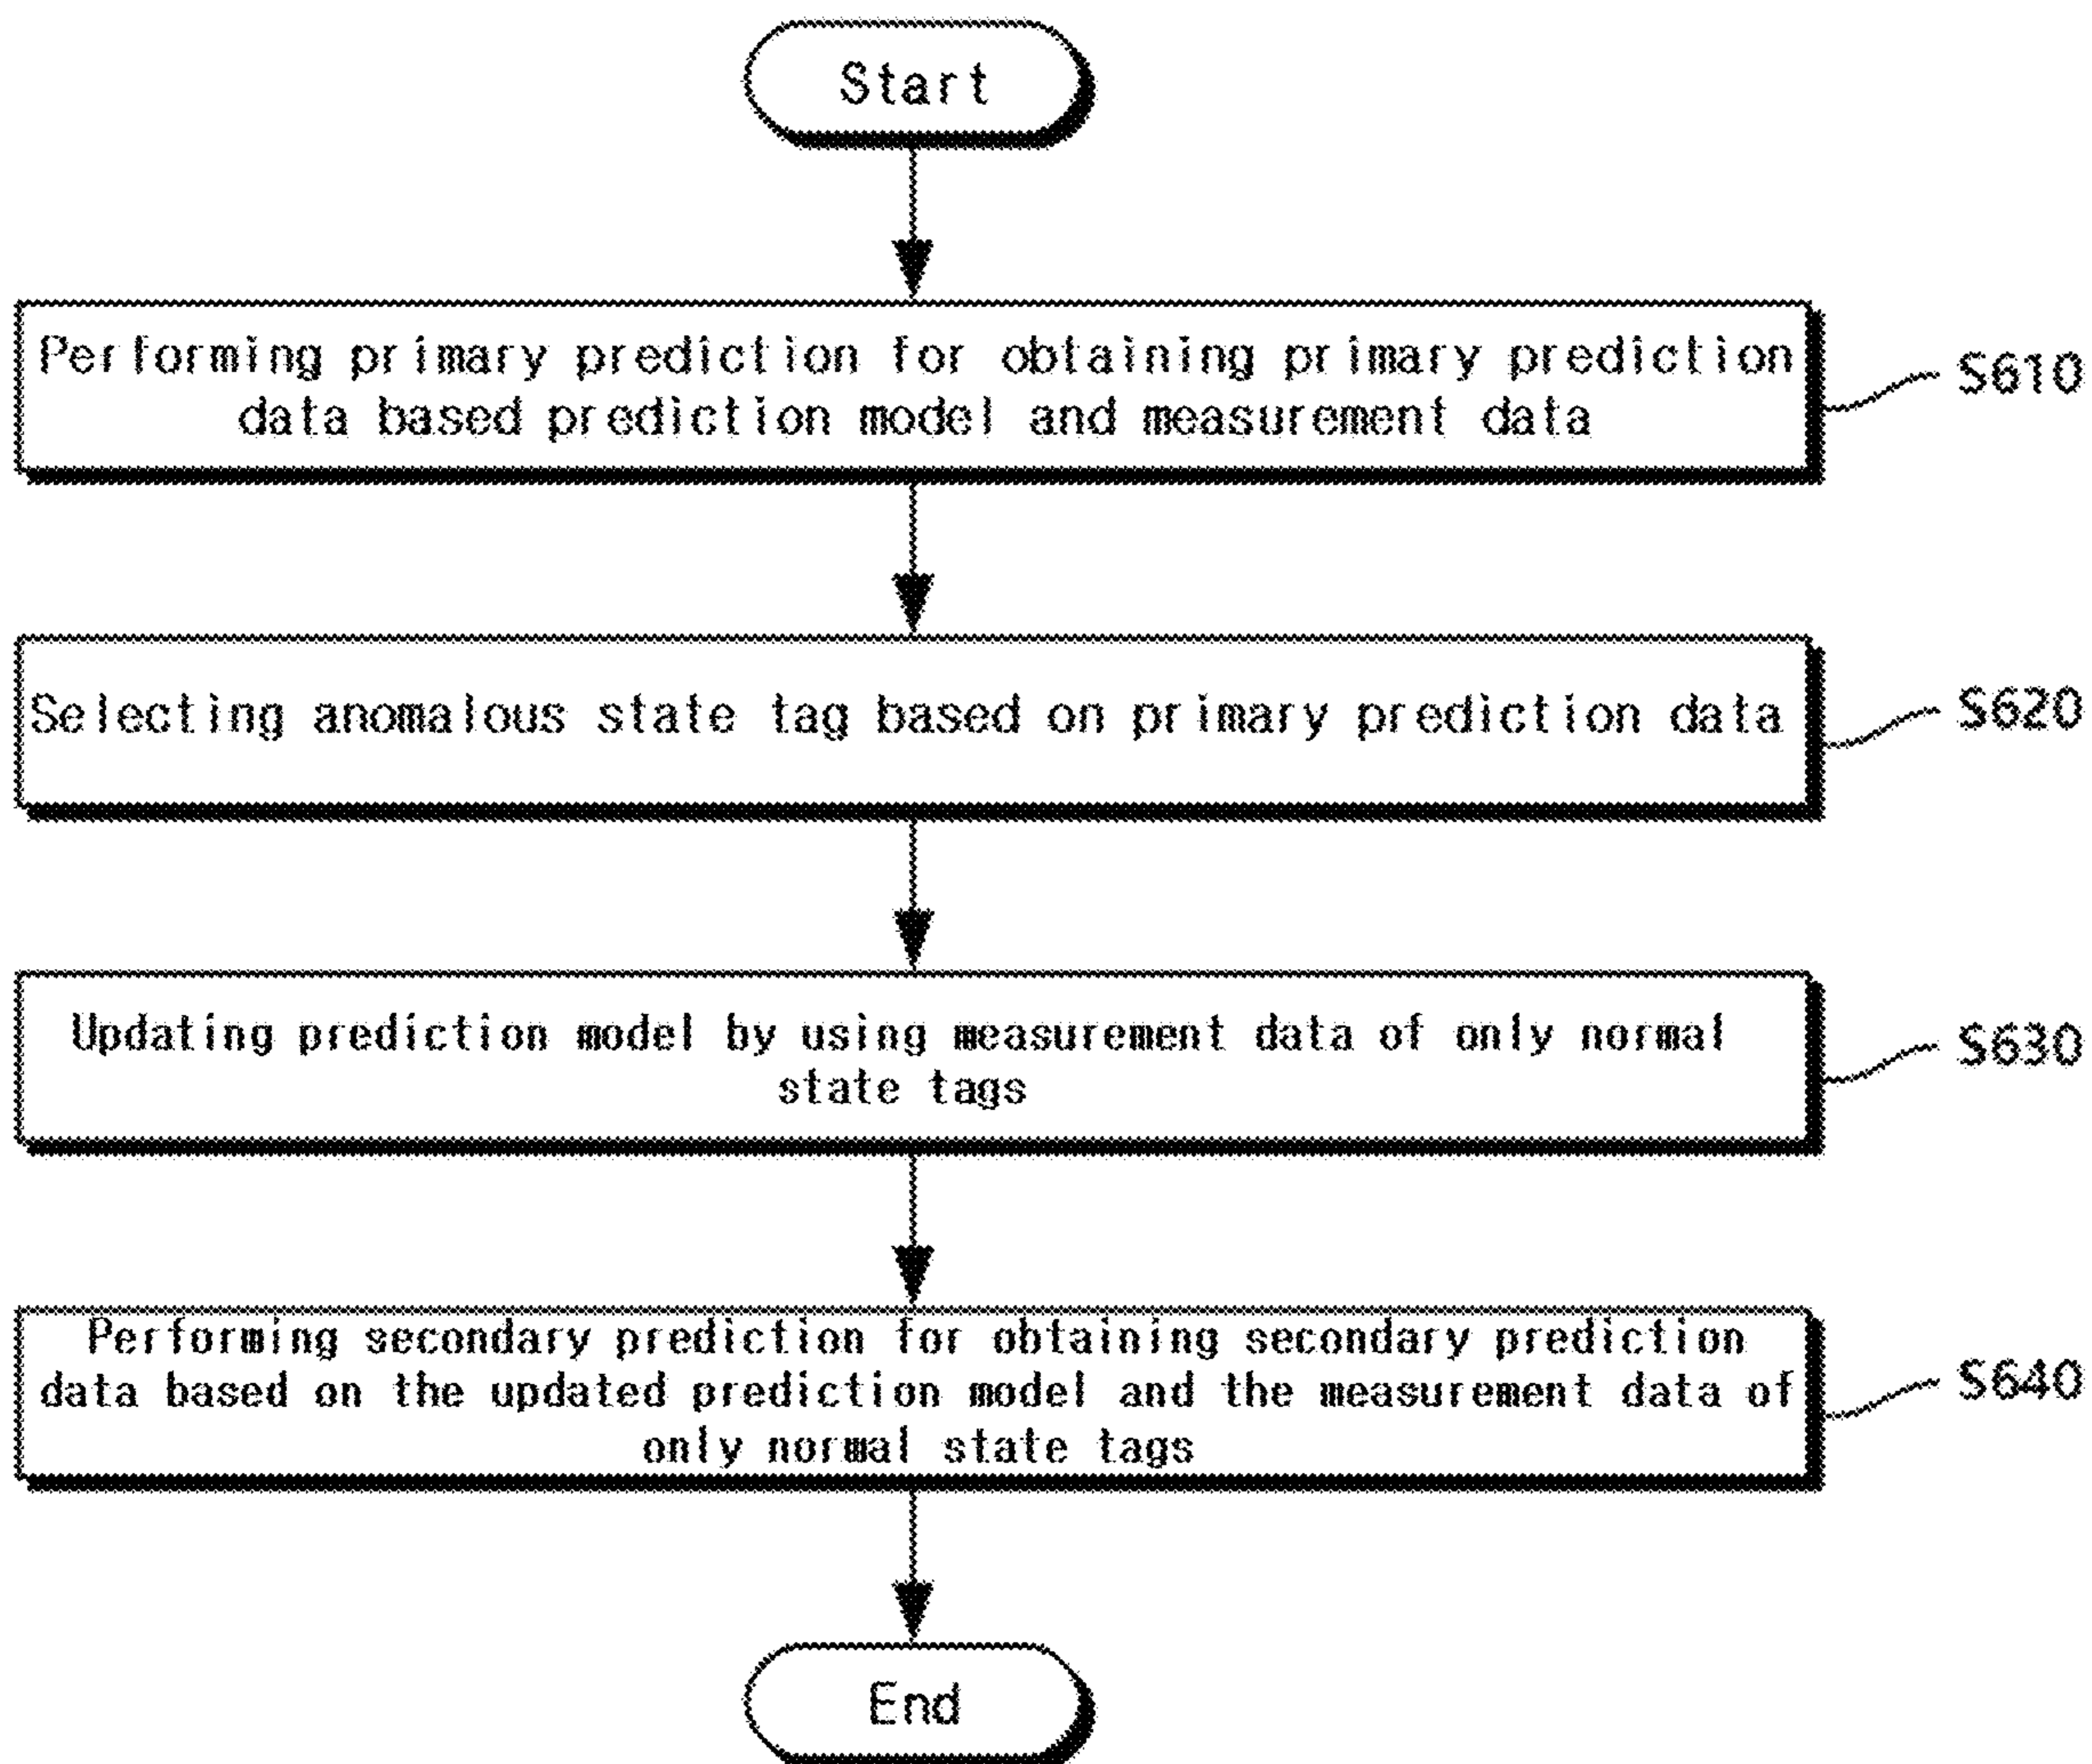 Start
Performing primary prediction for obtaining primary prediction
data based prediction model and measurement data
S610
Selecting anomalous state tag based on primary prediction data
S620
Updating prediction model by using measurement data of only normal
state tags
S630
Performing secondary prediction for obtaining secondary prediction
data based on the updated prediction model and the measurement data of
only normal state tags
S640
End